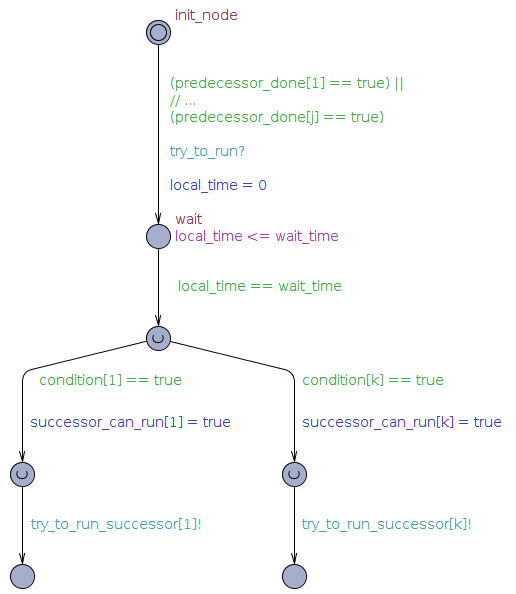 init_node
(predecessor_done[1] == true) ||
// ...
(predecessor_done[j] == true)
try_to_run?
local_time = 0
wait
local_time <= wait_time
local_time == wait_time
condition[1] == true)
condition[k] == true)
successor_can_run[1] = true
successor_can_run[k] = true
try_to_run_successor[1]!
try_to_run_successor[k]!